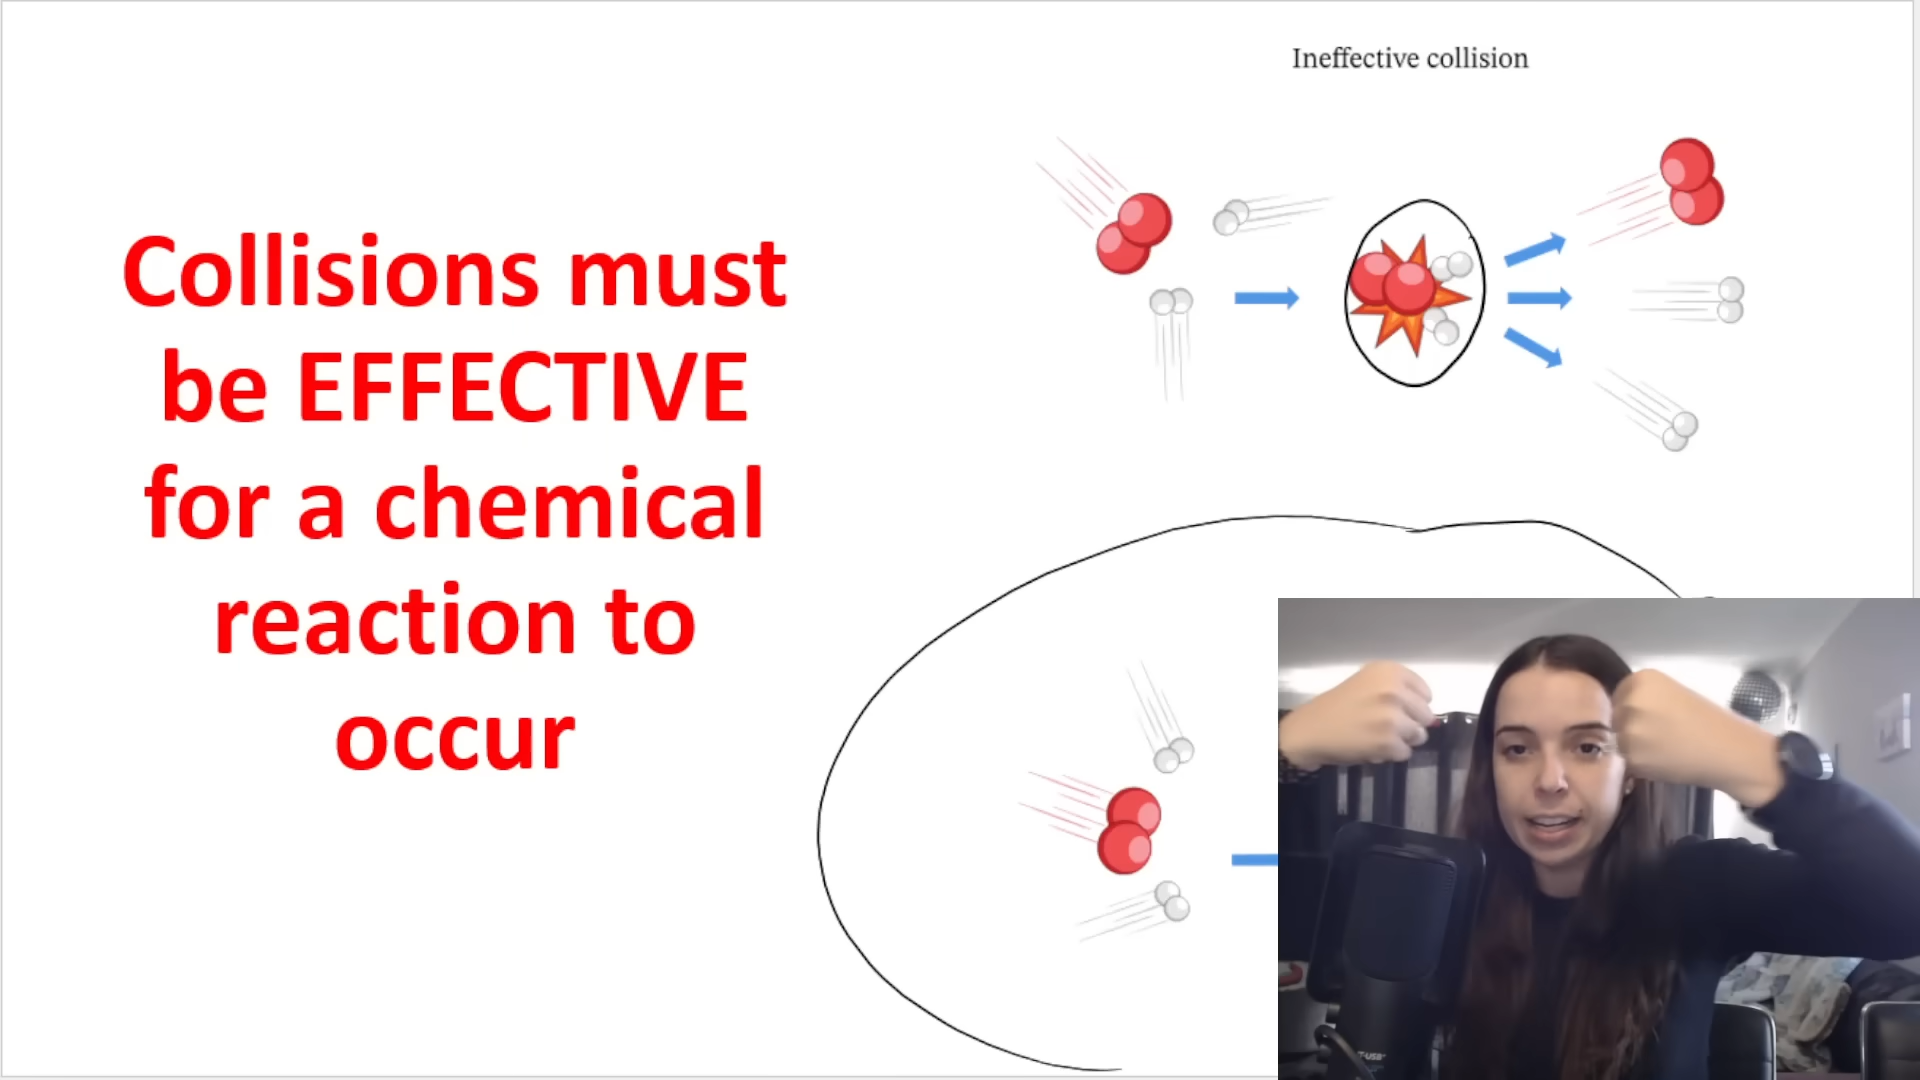 Ineffective collision
Collisions must
be EFFECTIVE
for a chemical
reaction to
occur